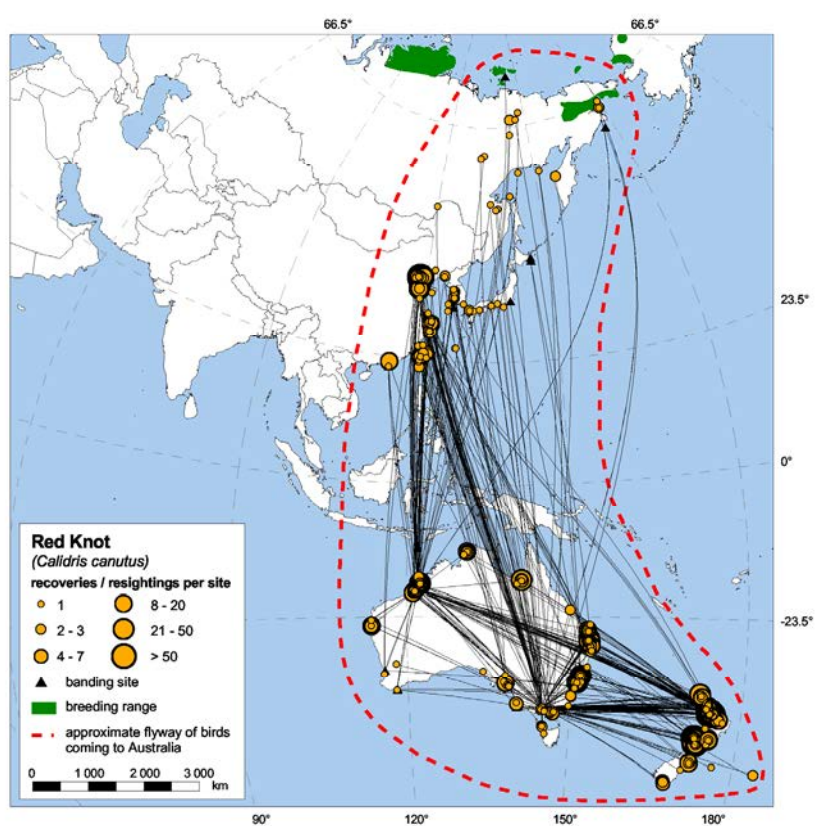 66.5°
66.5°
23.5°
0°
-23.5°
Red Knot
(Calidris canutus)
recoveries / resightings per site
1
8 - 20
2 - 3
21 - 50
4 - 7
> 50
banding site
breeding range
approximate flyway of birds
coming to Australia
0
1 000
2 000
3 000
km
90°
120°
150°
180°